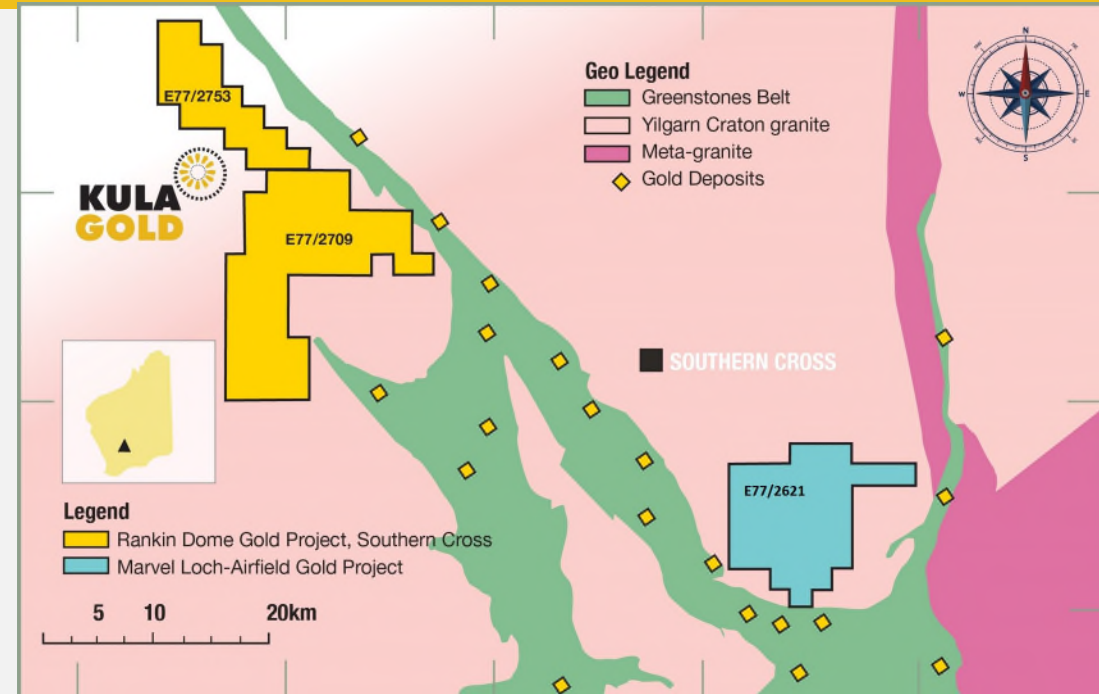 E77/2753
KULA
GOLD
E77/2709
Geo Legend
Greenstones Belt
Yilgarn Craton granite
Meta-granite
Gold Deposits
N
W
E
S
SOUTHERN CROSS
E77/2621
Legend
Rankin Dome Gold Project, Southern Cross
Marvel Loch-Airfield Gold Project
5 10 20km